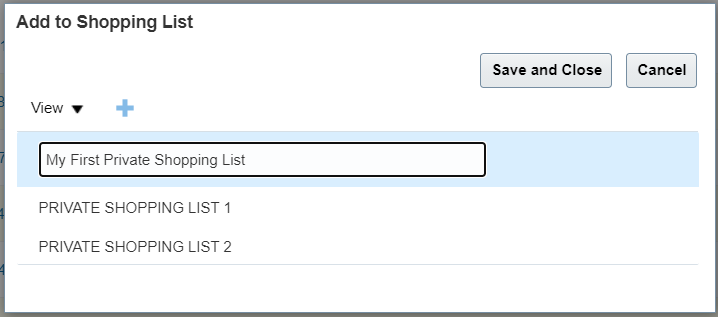 Add to Shopping List
Save and Close
Cancel
View
My First Private Shopping List
PRIVATE SHOPPING LIST 1
PRIVATE SHOPPING LIST 2